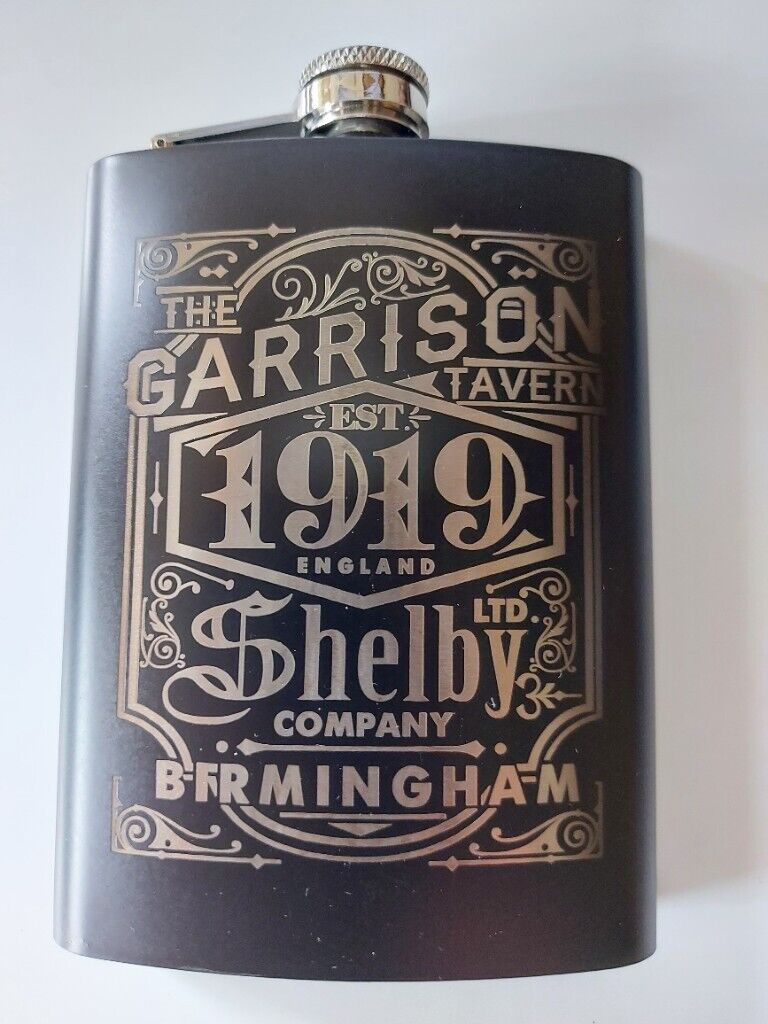 THE
GARRISON
TAVERN
EST.
1919
ENGLAND
Shelby LTD.
COMPANY
BIRMINGHAM